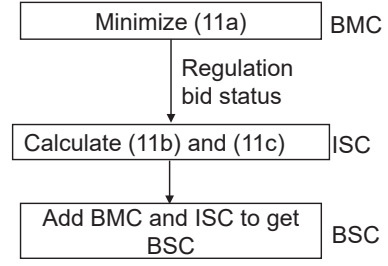 Minimize (11a)
BMC
Regulation
bid status
Calculate (11b) and (11c)
ISC
Add BMC and ISC to get
BSC
BSC